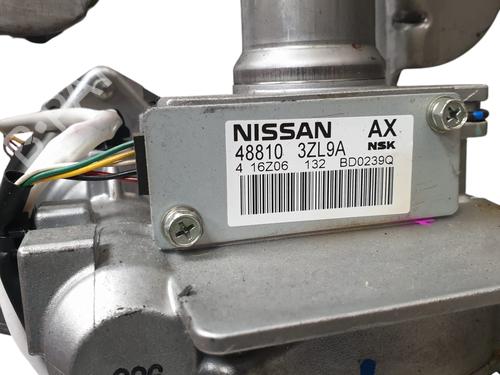 NISSAN AX
48810 3ZL9A NSK
4 16Z06 132 BD0239Q